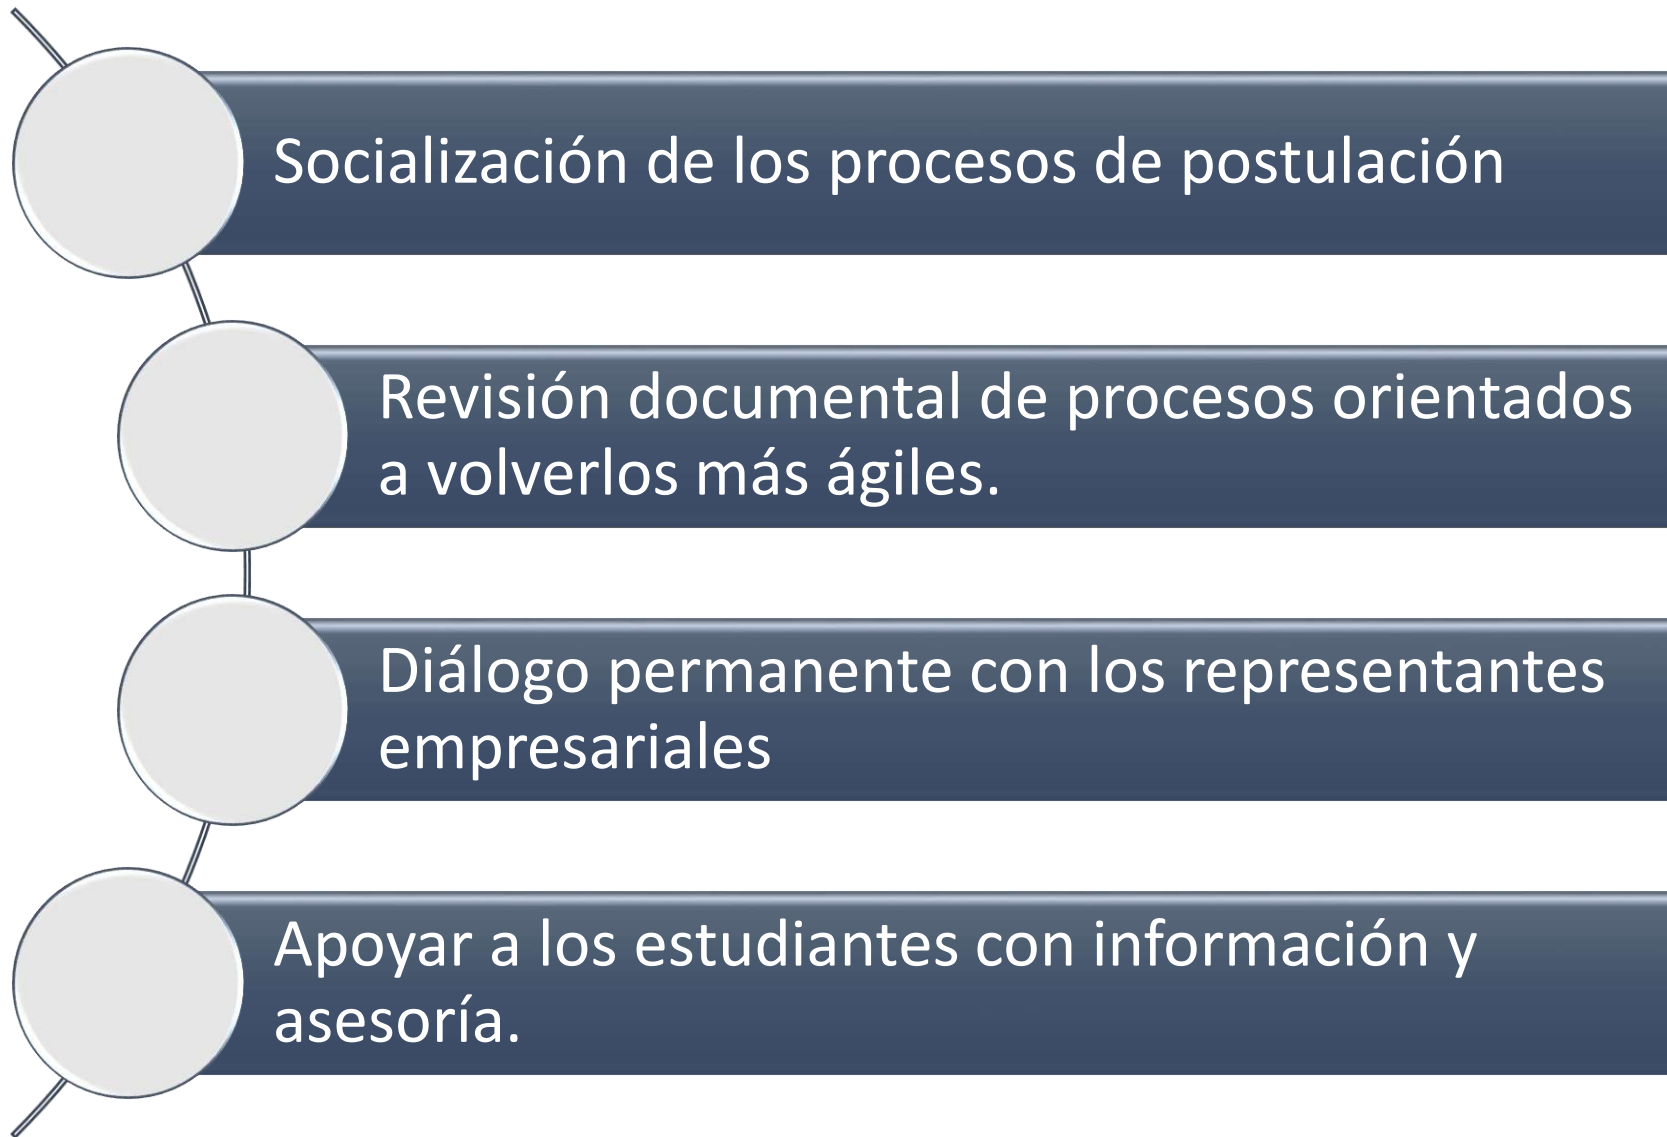 Socialización de los procesos de postulación
Revisión documental de procesos orientados
a volverlos más ágiles.
Diálogo permanente con los representantes
empresariales
Apoyar a los estudiantes con información y
asesoría.